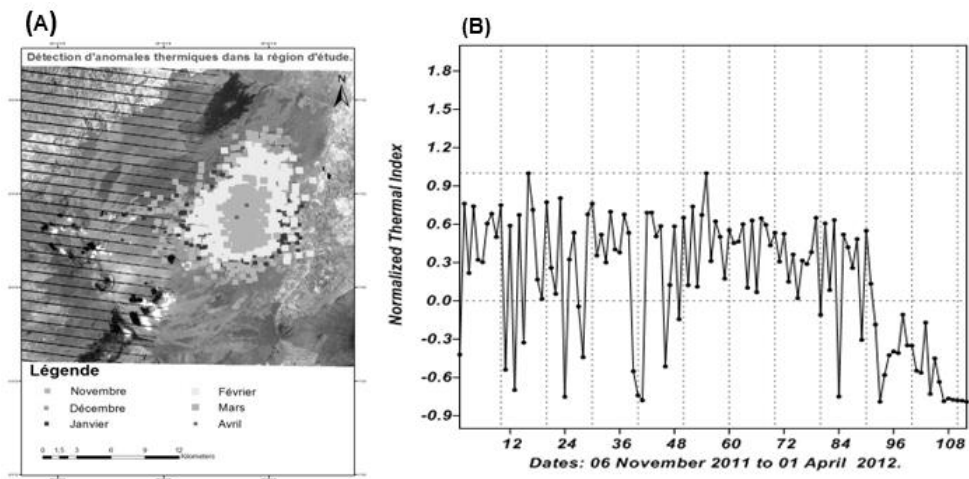 (A)
Détection d'anomales thermiques dans la région d'étude.
N
Légende
Novembre
Décembre
Janvier
Février
Mars
Avril
0 1.5 3 6 9 12
Kilometers
(B)
Normalized Thermal Index
1.8
1.5
1.2
0.9
0.6
0.3
0.0
-0.3
-0.6
-0.9
12 24 36 48 60 72 84 96 108
Dates: 06 November 2011 to 01 April 2012.